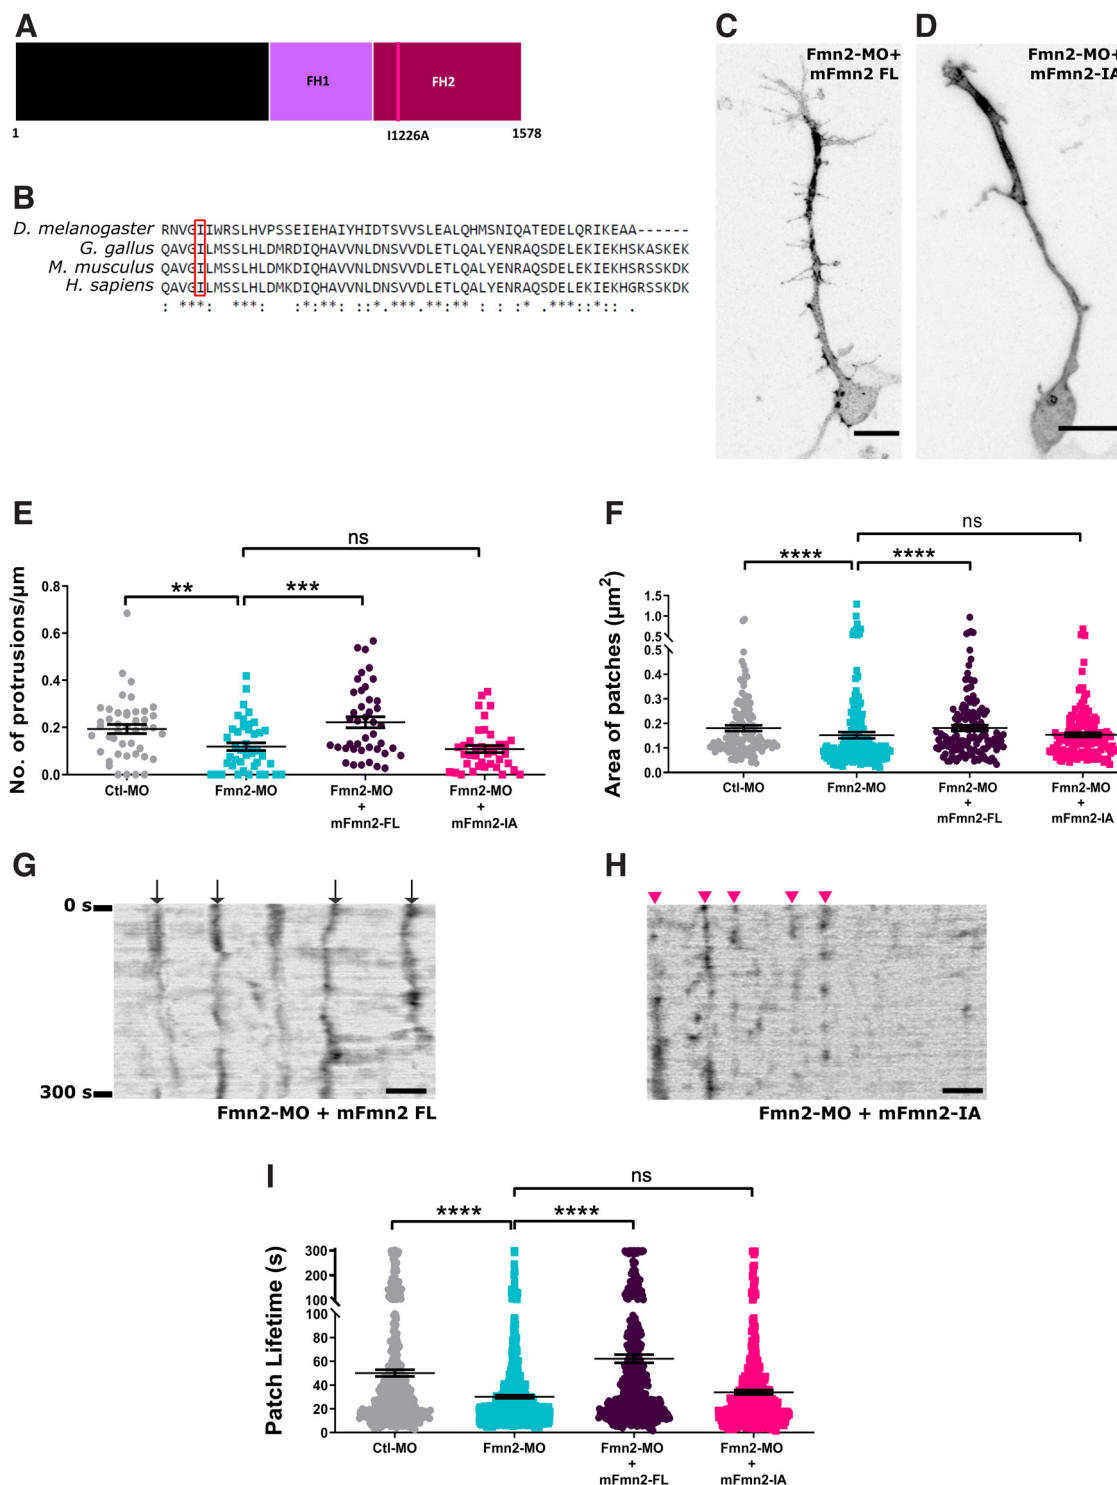 A
FH1
FH2
1
I1226A
1578
B
D. melanogaster RNVGIIWRSLHVPSSEIEHAIYHIDTSVVSLEALQHMSNIQATEDELQRIKEAA------
G. gallus QAVGILMSSLHLDMRDIQHAVVNLDNSVVDLETLQALYENRAQSDELEKIEKHSKASKEK
M. musculus QAVGILMSSLHLDMKDIQHAVVNLDNSVVDLETLQALYENRAQSDELEKIEKHSRSSKDK
H. sapiens QAVGILMSSLHLDMKDIQHAVVNLDNSVVDLETLQALYENRAQSDELEKIEKHGRSSKDK
C
Fmn2-MO+
mFmn2 FL
D
Fmn2-MO+
mFmn2-IA
E
ns
**
***
No. of protrusions/µm
0.8
0.6
0.4
0.2
0.0
Ctl-MO
Fmn2-MO
Fmn2-MO
+
mFmn2-FL
Fmn2-MO
+
mFmn2-IA
F
ns
****
****
Area of patches (µm²)
1.5
1.0
0.5
0.5
0.4
0.3
0.2
0.1
0.0
Ctl-MO
Fmn2-MO
Fmn2-MO
+
mFmn2-FL
Fmn2-MO
+
mFmn2-IA
G
0 s
300 s
Fmn2-MO + mFmn2 FL
H
Fmn2-MO + mFmn2-IA
I
ns
****
****
Patch Lifetime (s)
300
200
100
100
80
60
40
20
0
Ctl-MO
Fmn2-MO
Fmn2-MO
+
mFmn2-FL
Fmn2-MO
+
mFmn2-IA